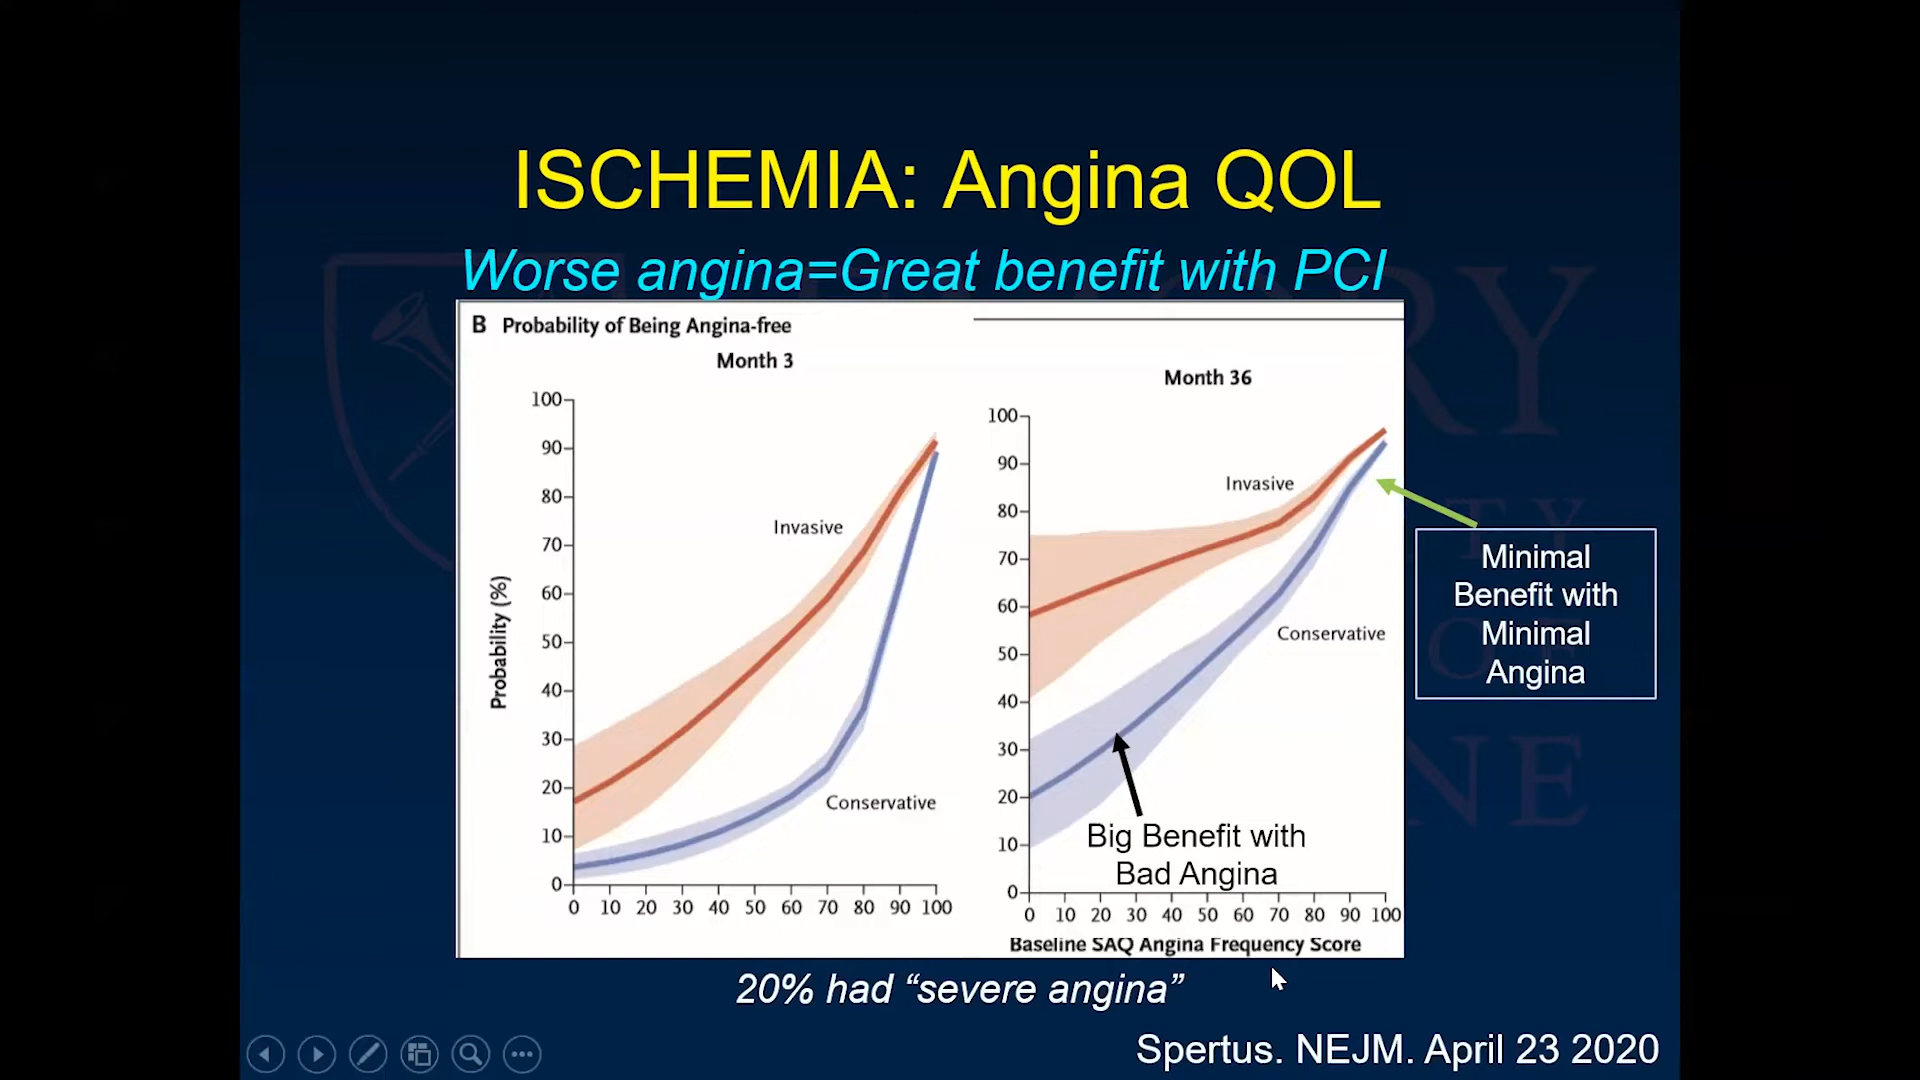 ISCHEMIA: Angina QOL
Worse angina=Great benefit with PCI
B Probability of Being Angina-free
Month 3
Month 36
Probability (%)
100
90
80
70
60
50
40
30
20
10
0
Invasive
Conservative
0 10 20 30 40 50 60 70 80 90 100
100
90
80
70
60
50
40
30
20
10
0
Invasive
Conservative
Big Benefit with
Bad Angina
0 10 20 30 40 50 60 70 80 90 100
Baseline SAQ Angina Frequency Score
Minimal
Benefit with
Minimal
Angina
20% had “severe angina”
Spertus. NEJM. April 23 2020